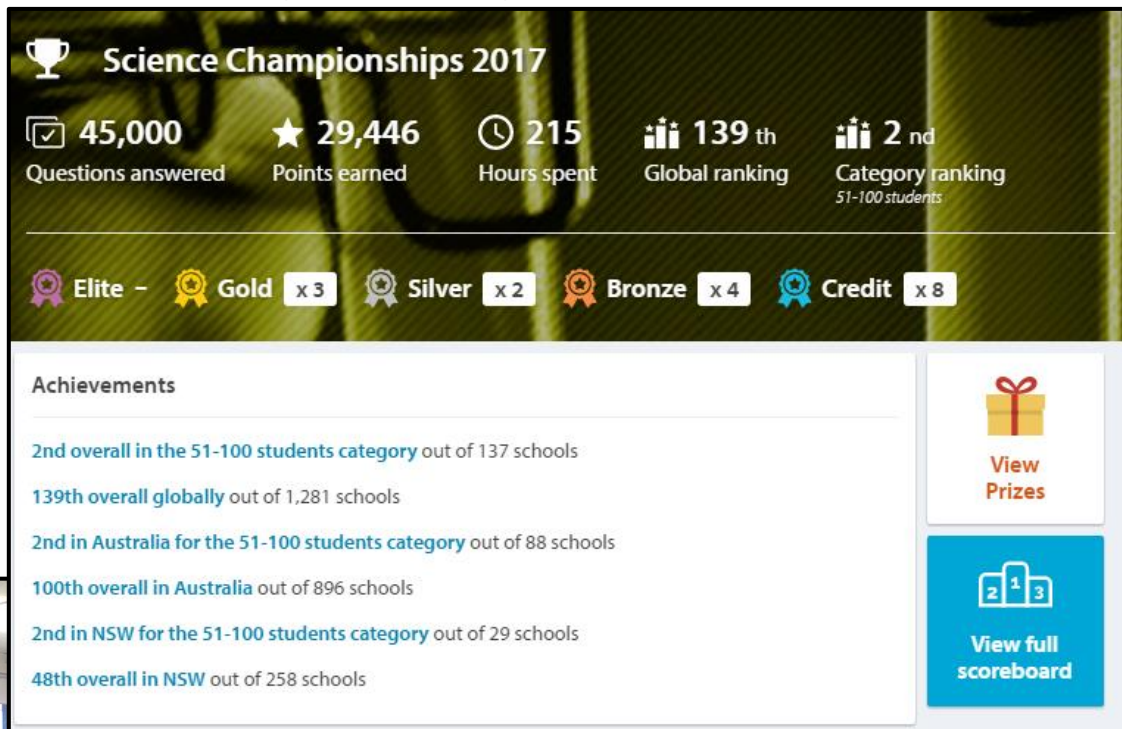 Science Championships 2017
45,000 29,446 215 139 th 2 nd
Questions answered Points earned Hours spent Global ranking Category ranking
51-100 students
Elite - Gold x 3 Silver x 2 Bronze x 4 Credit x 8
Achievements
2nd overall in the 51-100 students category out of 137 schools
139th overall globally out of 1,281 schools
2nd in Australia for the 51-100 students category out of 88 schools
100th overall in Australia out of 896 schools
2nd in NSW for the 51-100 students category out of 29 schools
48th overall in NSW out of 258 schools
View
Prizes
2 1 3
View full
scoreboard